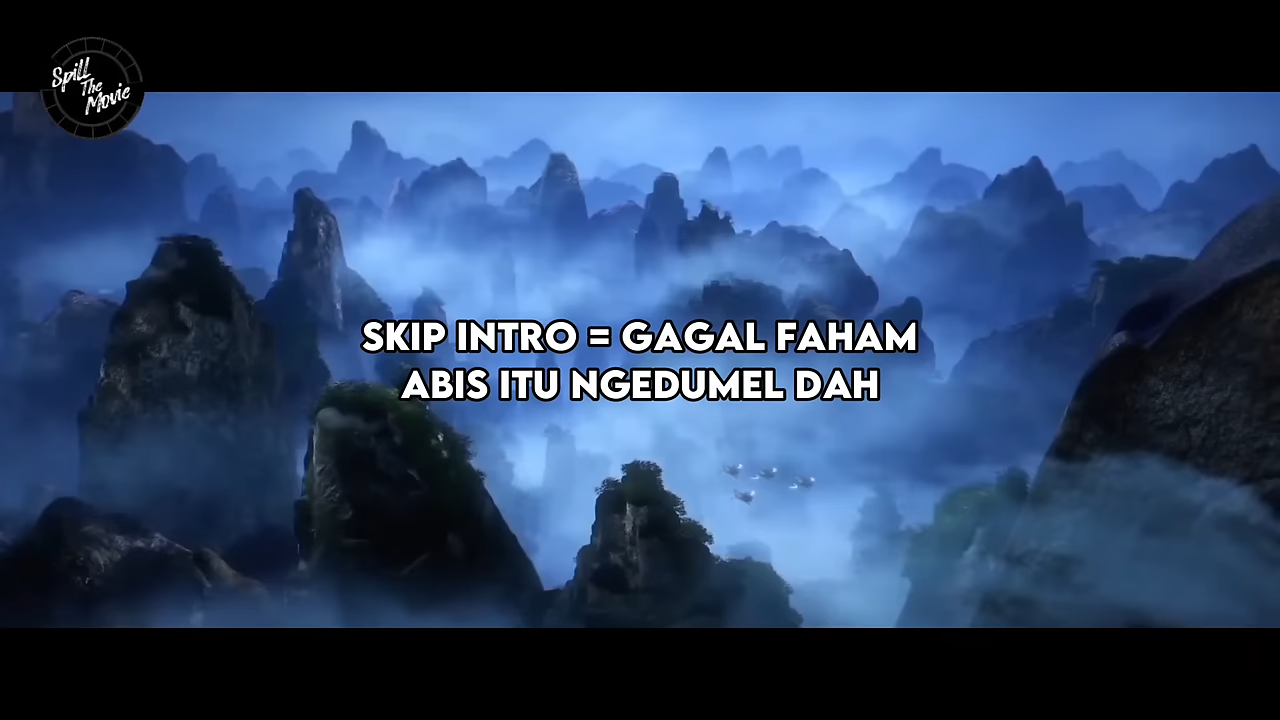 Spill
The
Movie
SKIP INTRO = GAGAL FAHAM
ABIS ITU NGEDUMEL DAH